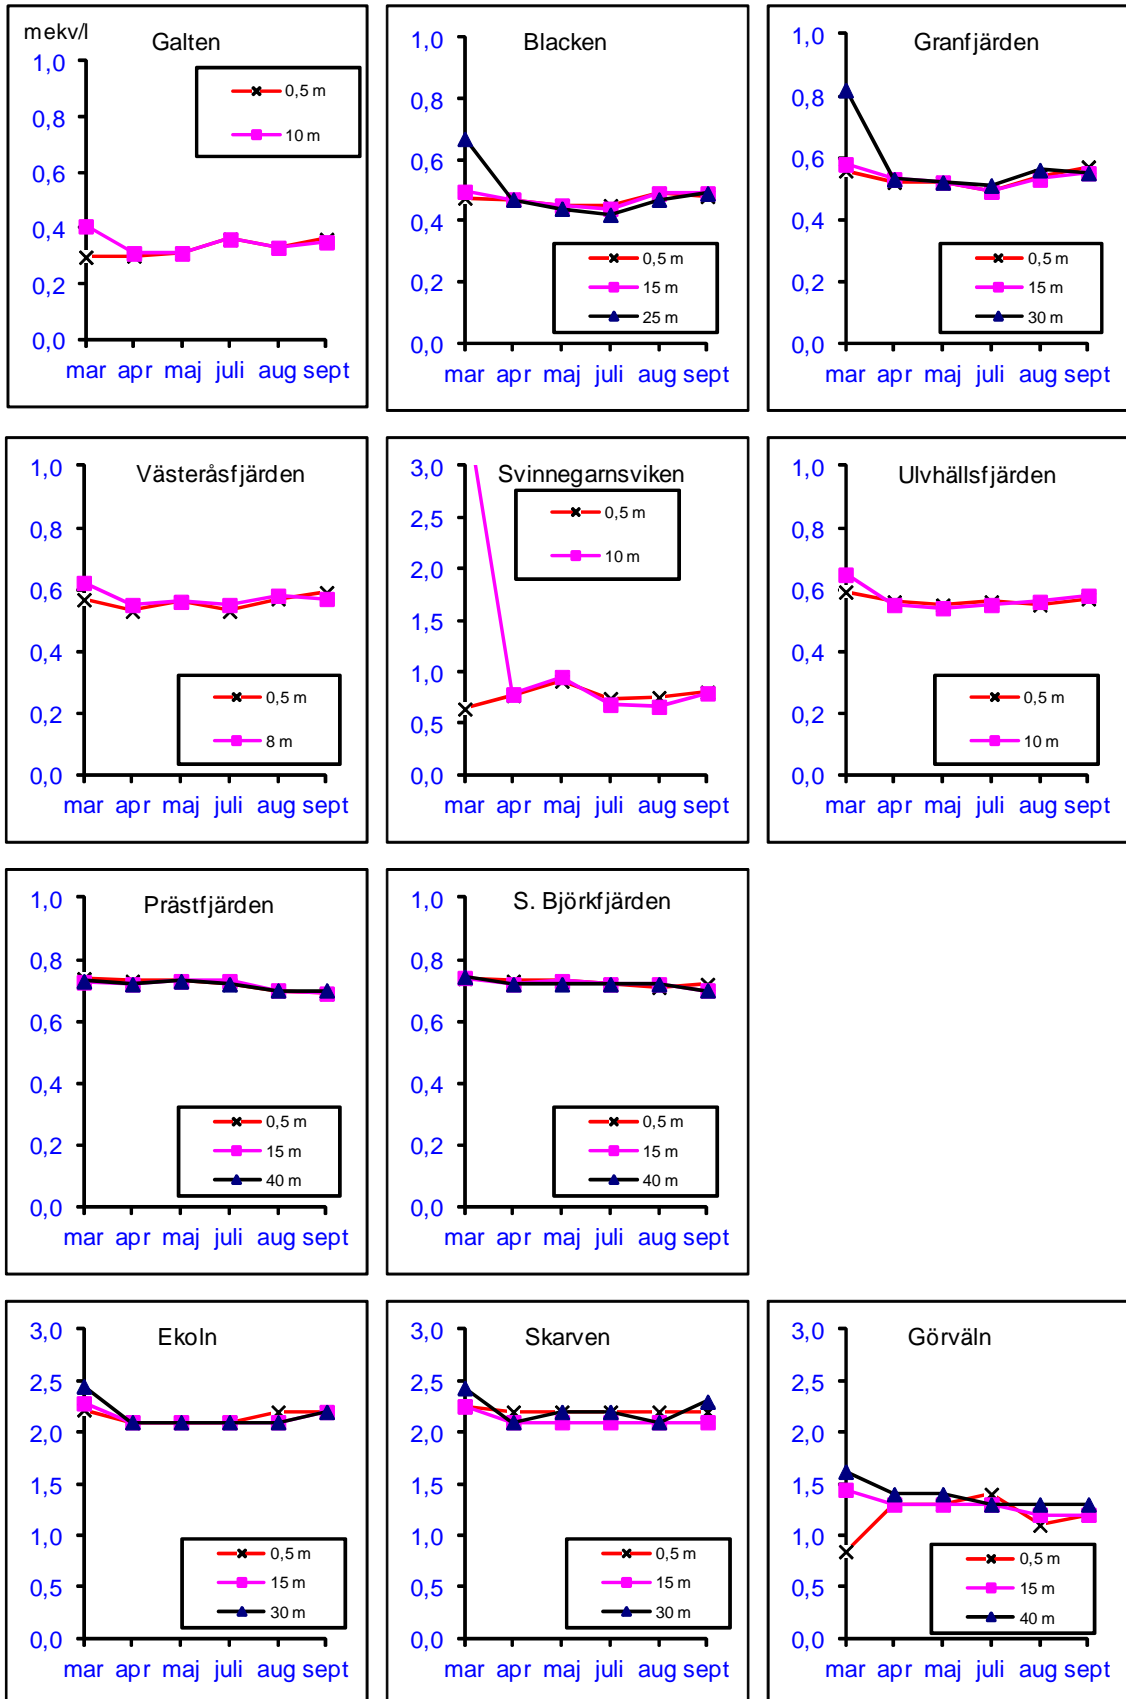 mekv/l
Galten
1,0
0,8
0,6
0,4
0,2
0,0
0,5 m
10 m
mar apr maj juli aug sept
Blacken
1,0
0,8
0,6
0,4
0,2
0,0
0,5 m
15 m
25 m
mar apr maj juli aug sept
Granfjärden
1,0
0,8
0,6
0,4
0,2
0,0
0,5 m
15 m
30 m
mar apr maj juli aug sept
Västeråsfjärden
1,0
0,8
0,6
0,4
0,2
0,0
0,5 m
8 m
mar apr maj juli aug sept
Svinnegarnsviken
3,0
2,5
2,0
1,5
1,0
0,5
0,0
0,5 m
10 m
mar apr maj juli aug sept
Ulvhällsfjärden
1,0
0,8
0,6
0,4
0,2
0,0
0,5 m
10 m
mar apr maj juli aug sept
Prästfjärden
1,0
0,8
0,6
0,4
0,2
0,0
0,5 m
15 m
40 m
mar apr maj juli aug sept
S. Björkfjärden
1,0
0,8
0,6
0,4
0,2
0,0
0,5 m
15 m
40 m
mar apr maj juli aug sept
Ekoln
3,0
2,5
2,0
1,5
1,0
0,5
0,0
0,5 m
15 m
30 m
mar apr maj juli aug sept
Skarven
3,0
2,5
2,0
1,5
1,0
0,5
0,0
0,5 m
15 m
30 m
mar apr maj juli aug sept
Görväln
3,0
2,5
2,0
1,5
1,0
0,5
0,0
0,5 m
15 m
40 m
mar apr maj juli aug sept